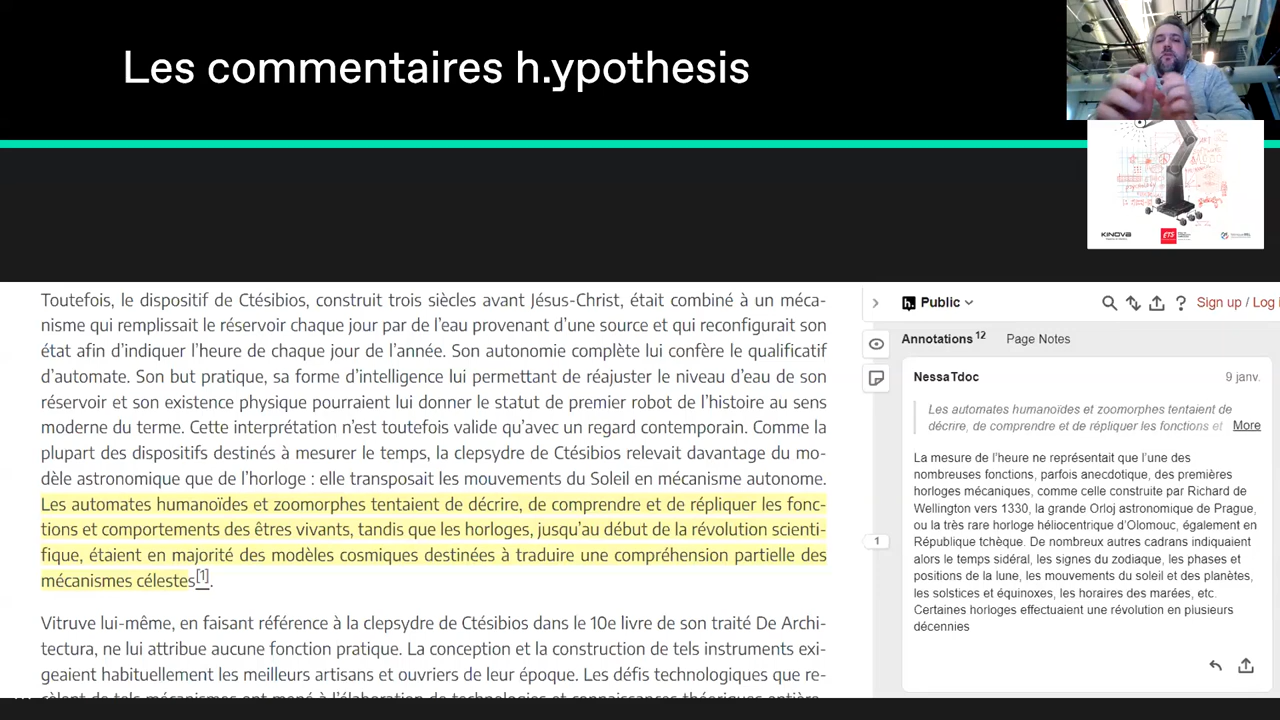 Les commentaires h.ypothesis
KINOVA
ETS
Toutefois, le dispositif de Ctésibios, construit trois siècles avant Jésus-Christ, était combiné à un méca-
nisme qui remplissait le réservoir chaque jour par de l’eau provenant d’une source et qui reconfigurait son
état afin d’indiquer l’heure de chaque jour de l’année. Son autonomie complète lui confère le qualificatif
d’automate. Son but pratique, sa forme d’intelligence lui permettant de réajuster le niveau d’eau de son
réservoir et son existence physique pourraient lui donner le statut de premier robot de l’histoire au sens
moderne du terme. Cette interprétation n’est toutefois valide qu’avec un regard contemporain. Comme la
plupart des dispositifs destinés à mesurer le temps, la clepsydre de Ctésibios relevait davantage du mo-
dèle astronomique que de l’horloge : elle transposait les mouvements du Soleil en mécanisme autonome.
Les automates humanoïdes et zoomorphes tentaient de décrire, de comprendre et de répliquer les fonc-
tions et comportements des êtres vivants, tandis que les horloges, jusqu’au début de la révolution scienti-
fique, étaient en majorité des modèles cosmiques destinées à traduire une compréhension partielle des
mécanismes célestes[1].
Vitruve lui-même, en faisant référence à la clepsydre de Ctésibios dans le 10e livre de son traité De Archi-
tectura, ne lui attribue aucune fonction pratique. La conception et la construction de tels instruments exi-
geaient habituellement les meilleurs artisans et ouvriers de leur époque. Les défis technologiques que re-
cèlent de tels mécanismes ont mené à l’élaboration de technologies et connaissances théoriques entière-
h. Public
? Sign up / Log
Annotations 12 Page Notes
1
NessaTdoc 9 janv.
Les automates humanoïdes et zoomorphes tentaient de
décrire, de comprendre et de répliquer les fonctions et More
La mesure de l’heure ne représentait que l’une des
nombreuses fonctions, parfois anecdotique, des premières
horloges mécaniques, comme celle construite par Richard de
Wellington vers 1330, la grande Orloj astronomique de Prague,
ou la très rare horloge héliocentrique d’Olomouc, également en
République tchèque. De nombreux autres cadrans indiquaient
alors le temps sidéral, les signes du zodiaque, les phases et
positions de la lune, les mouvements du soleil et des planètes,
les solstices et équinoxes, les horaires des marées, etc.
Certaines horloges effectuaient une révolution en plusieurs
décennies